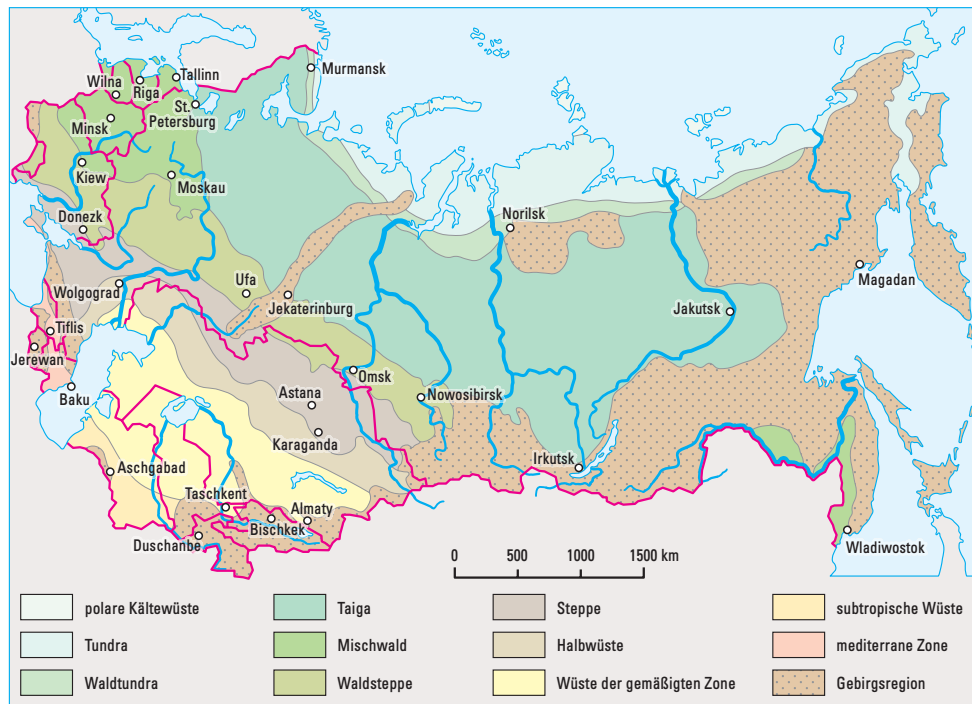 Murmansk
Tallinn
Wilna
Riga
St.
Petersburg
Minsk
Kiew
Moskau
Norilsk
Donezk
Magadan
Ufa
Wolgograd
Jekaterinburg
Jakutsk
Tiflis
Jerewan
Omsk
Baku
Astana
Nowosibirsk
Karaganda
Irkutsk
Aschgabad
Taschkent
Almaty
Bischkek
Duschanbe
Wladiwostok
0 500 1000 1500 km
polare Kältewüste
Taiga
Steppe
subtropische Wüste
Tundra
Mischwald
Halbwüste
mediterrane Zone
Waldtundra
Waldsteppe
Wüste der gemäßigten Zone
Gebirgsregion